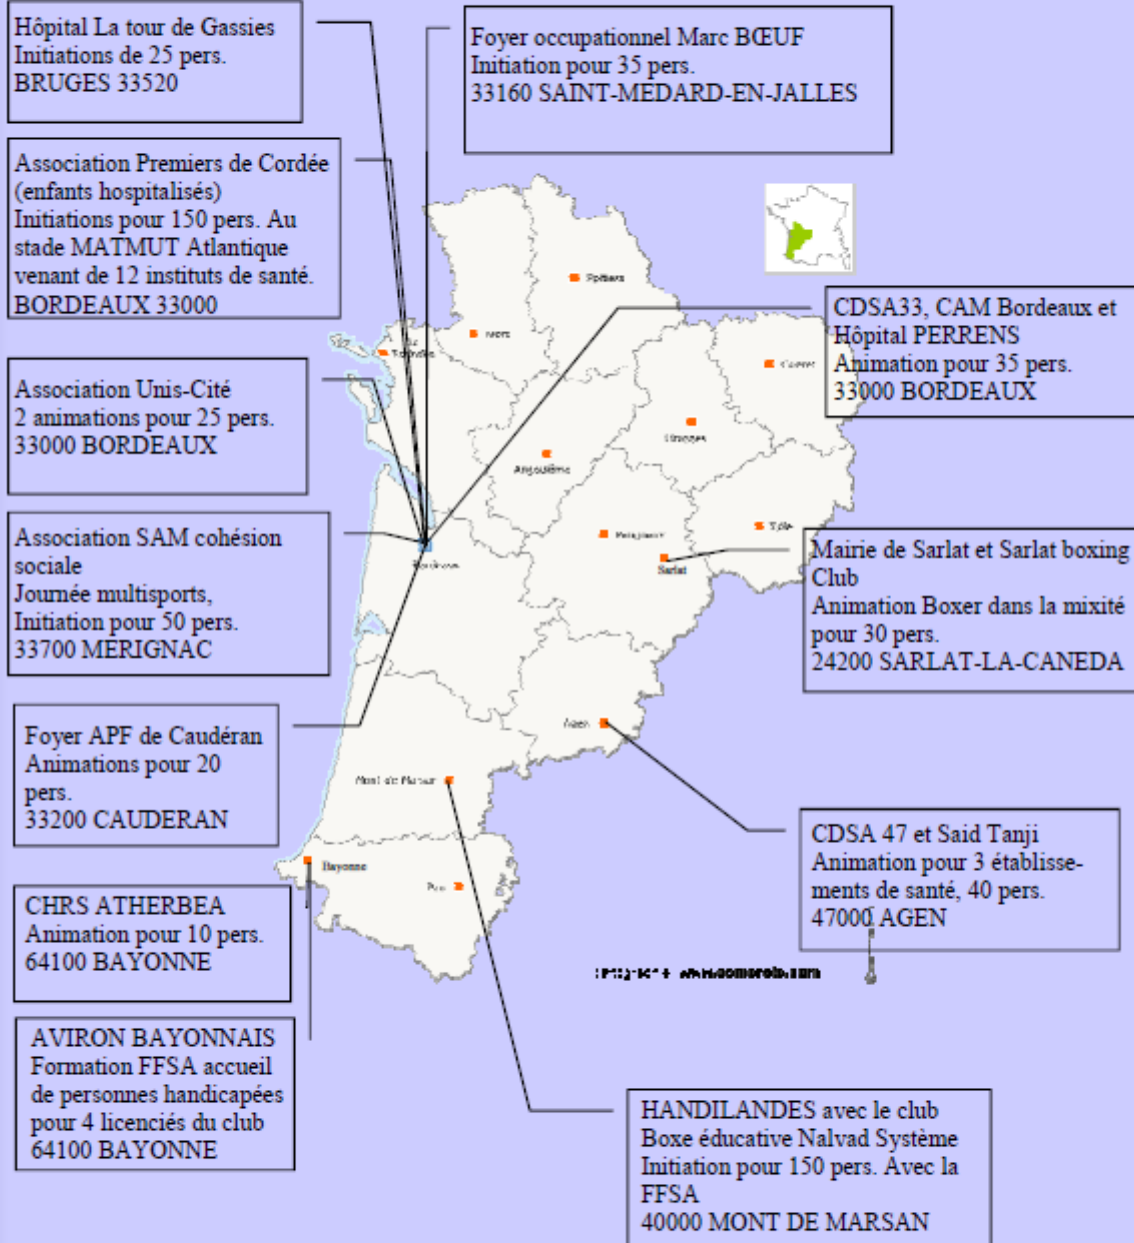 Hôpital La tour de Gassies
Initiations de 25 pers.
BRUGES 33520
Foyer occupationnel Marc BŒUF
Initiation pour 35 pers.
33160 SAINT-MEDARD-EN-JALLES
Association Premiers de Cordée
(enfants hospitalisés)
Initiations pour 150 pers. Au
stade MATMUT Atlantique
venant de 12 instituts de santé.
BORDEAUX 33000
CDSA33, CAM Bordeaux et
Hôpital PERRENS
Animation pour 35 pers.
33000 BORDEAUX
Association Unis-Cité
2 animations pour 25 pers.
33000 BORDEAUX
Association SAM cohésion
sociale
Journée multisports,
Initiation pour 50 pers.
33700 MERIGNAC
Mairie de Sarlat et Sarlat boxing
Club
Animation Boxer dans la mixité
pour 30 pers.
24200 SARLAT-LA-CANEDA
Foyer APF de Caudéran
Animations pour 20
pers.
33200 CAUDERAN
CDSA 47 et Said Tanji
Animation pour 3 établisse-
ments de santé, 40 pers.
47000 AGEN
CHRS ATHERBEA
Animation pour 10 pers.
64100 BAYONNE
AVIRON BAYONNAIS
Formation FFSA accueil
de personnes handicapées
pour 4 licenciés du club
64100 BAYONNE
HANDILANDES avec le club
Boxe éducative Nalvad Système
Initiation pour 150 pers. Avec la
FFSA
40000 MONT DE MARSAN
Poitiers
Angoulême
Sarlat
Agen
Mont de Marsan
Bayonne
Pau